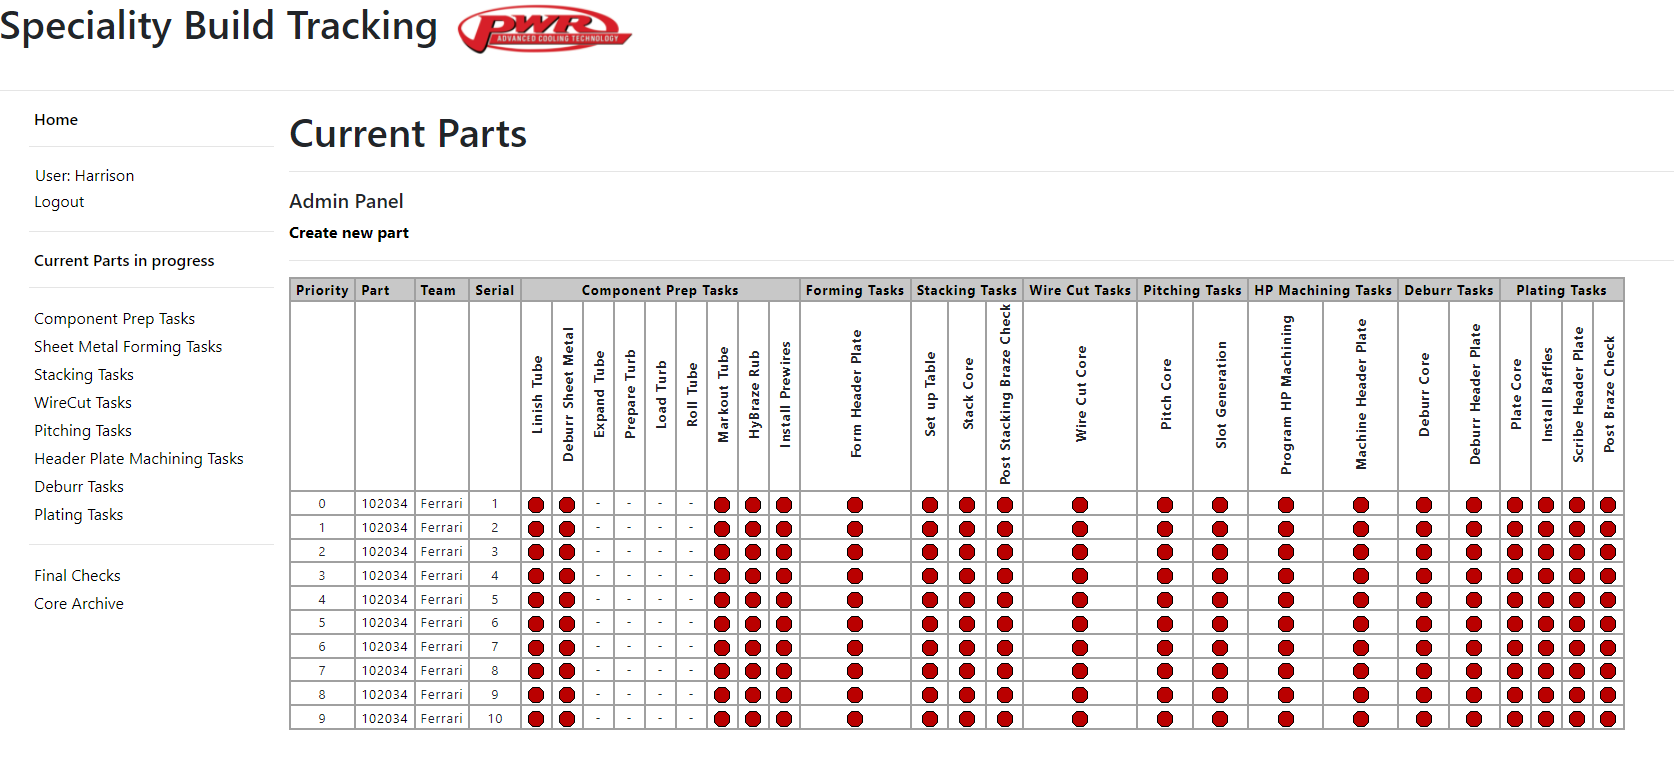 Speciality Build Tracking
PWR
ADVANCED COOLING TECHNOLOGY
Home
User: Harrison
Logout
Current Parts in progress
Component Prep Tasks
Sheet Metal Forming Tasks
Stacking Tasks
WireCut Tasks
Pitching Tasks
Header Plate Machining Tasks
Deburr Tasks
Plating Tasks
Final Checks
Core Archive
Current Parts
Admin Panel
Create new part
Priority Part Team Serial Component Prep Tasks Forming Tasks Stacking Tasks Wire Cut Tasks Pitching Tasks HP Machining Tasks Deburr Tasks Plating Tasks
Linish Tube
Deburr Sheet Metal
Expand Tube
Prepare Turb
Load Turb
Roll Tube
Markout Tube
HyBraze Rub
Install Prewires
Form Header Plate
Set up Table
Stack Core
Post Stacking Braze Check
Wire Cut Core
Pitch Core
Slot Generation
Program HP Machining
Machine Header Plate
Deburr Core
Deburr Header Plate
Plate Core
Install Baffles
Scribe Header Plate
Post Braze Check
0 102034 Ferrari 1 - - - -
1 102034 Ferrari 2 - - - -
2 102034 Ferrari 3 - - - -
3 102034 Ferrari 4 - - - -
4 102034 Ferrari 5 - - - -
5 102034 Ferrari 6 - - - -
6 102034 Ferrari 7 - - - -
7 102034 Ferrari 8 - - - -
8 102034 Ferrari 9 - - - -
9 102034 Ferrari 10 - - - -